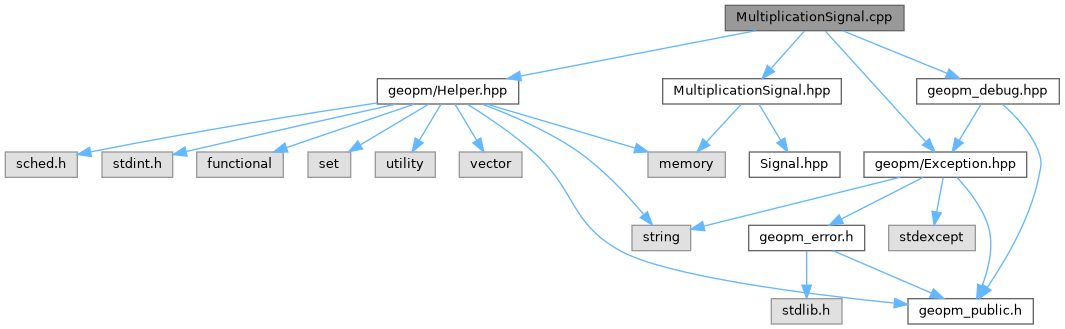 MultiplicationSignal.cpp
geopm/Helper.hpp
MultiplicationSignal.hpp
geopm_debug.hpp
sched.h
stdint.h
functional
set
utility
vector
memory
Signal.hpp
geopm/Exception.hpp
string
geopm_error.h
stdexcept
stdlib.h
geopm_public.h